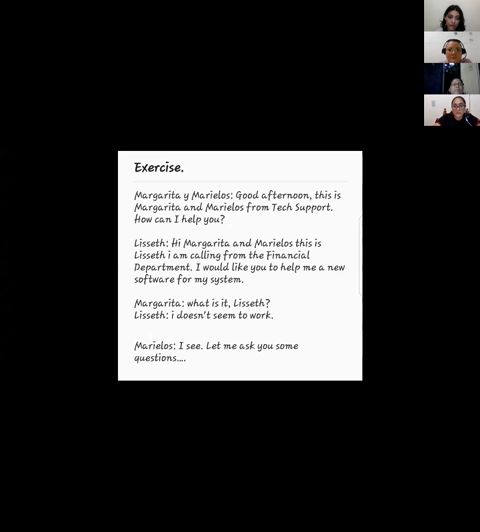 Exercise.
Margarita y Marielos: Good afternoon, this is
Margarita and Marielos from Tech Support.
How can I help you?
Lisseth: Hi Margarita and Marielos this is
Lisseth i am calling from the Financial
Department. I would like you to help me a new
software for my system.
Margarita: what is it, Lisseth?
Lisseth: i doesn't seem to work.
Marielos: I see. Let me ask you some
questions....